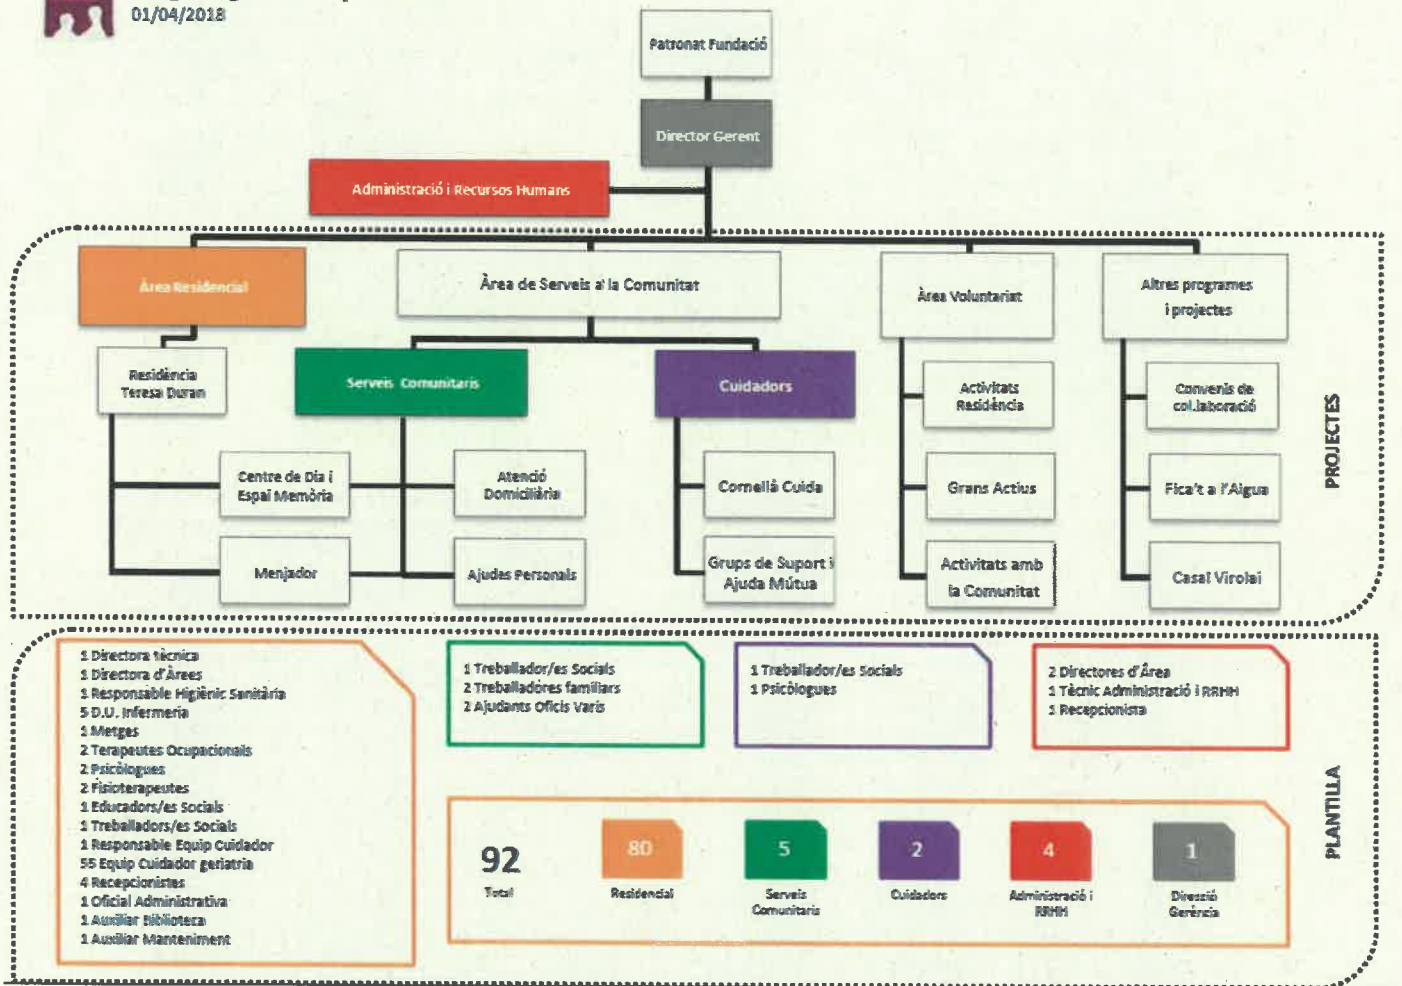 01/04/2018
Patronat Fundació
Director Gerent
Administració i Recursos Humans
Àrea Residencial
Àrea de Serveis a la Comunitat
Àrea Voluntariat
Altres programes
i projectes
Residència
Teresa Duran
Serveis Comunitaris
Cuidadors
Activitats
Residència
Convenis de
col.laboració
Centre de Dia i
Espai Memòria
Atenció
Domiciliària
Cornellà Cuida
Grans Actius
Fica't a l'Aigua
Menjador
Ajudes Personals
Grups de Suport i
Ajuda Mútua
Activitats amb
la Comunitat
Casal Virolai
PROJECTES
1 Directora tècnica
1 Directora d'Àrees
1 Responsable Higiènic Sanitària
5 D.U. Infermeria
1 Metges
2 Terapeutes Ocupacionals
2 Psicòlogues
2 Fisioterapeutes
1 Educadors/es Socials
1 Treballadors/es Socials
1 Responsable Equip Cuidador
55 Equip Cuidador geriatria
4 Recepcionistes
1 Oficial Administrativa
1 Auxiliar Biblioteca
1 Auxiliar Manteniment
1 Treballador/es Socials
2 Treballadores familiars
2 Ajudants Oficis Varis
1 Treballador/es Socials
1 Psicòlogues
2 Directores d'Àrea
1 Tècnic Administració i RRHH
1 Recepcionista
92
Total
80
Residencial
5
Serveis
Comunitaris
2
Cuidadors
4
Administració i
RRHH
1
Direcció
Gerència
PLANTILLA